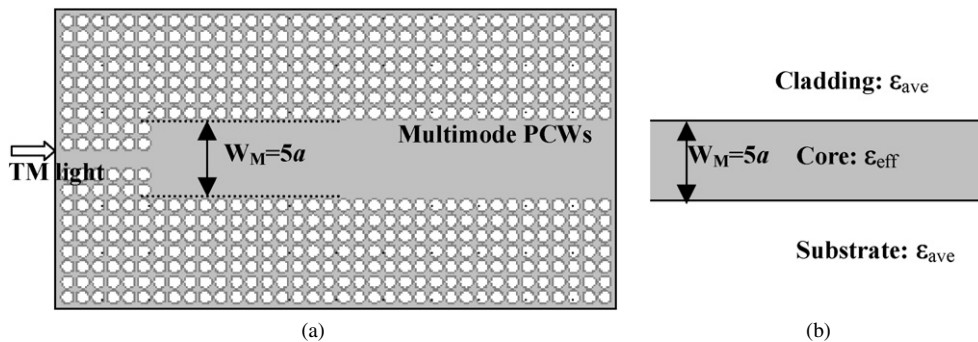 Multimode PCWs
W_M=5a
TM light
(a)
Cladding: ε_ave
W_M=5a
Core: ε_eff
Substrate: ε_ave
(b)